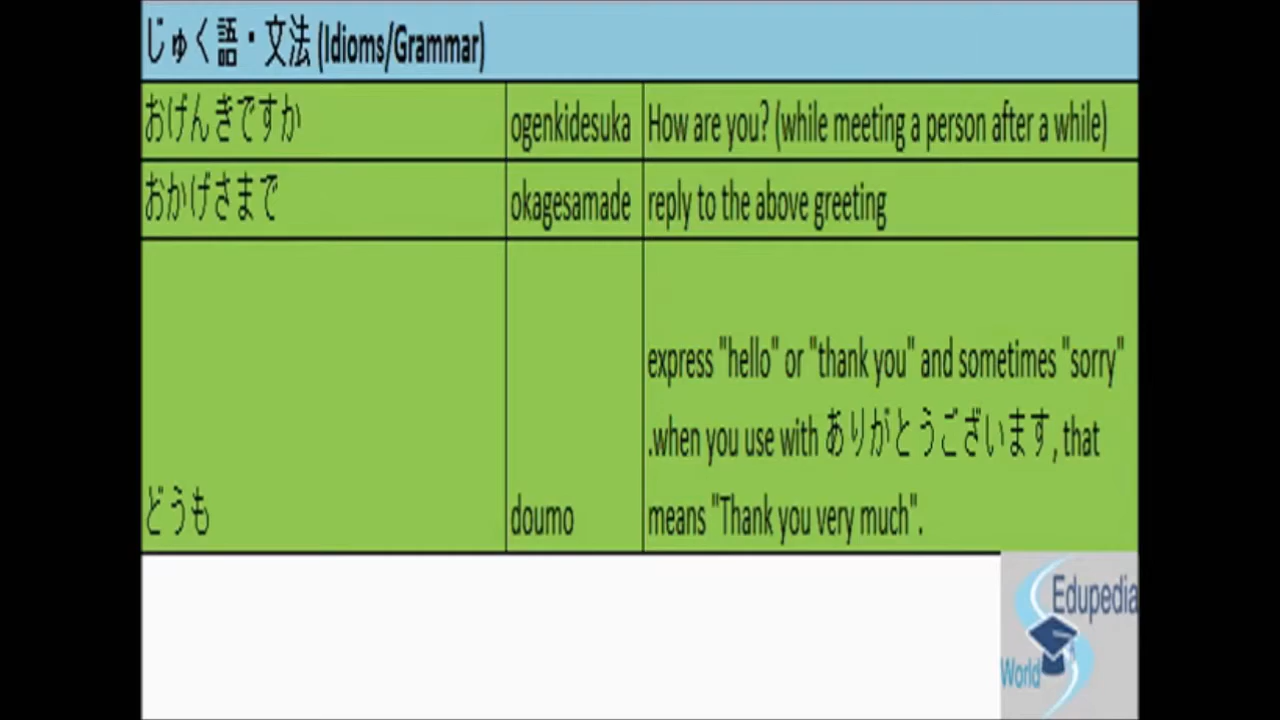 じゅく語・文法 (Idioms/Grammar)
おげんきですか ogenkidesuka How are you? (while meeting a person after a while)
おかげさまで okagesamade reply to the above greeting
express "hello" or "thank you" and sometimes "sorry"
.when you use with ありがとうございます, that
どうも doumo means "Thank you very much".
Edupedia
World